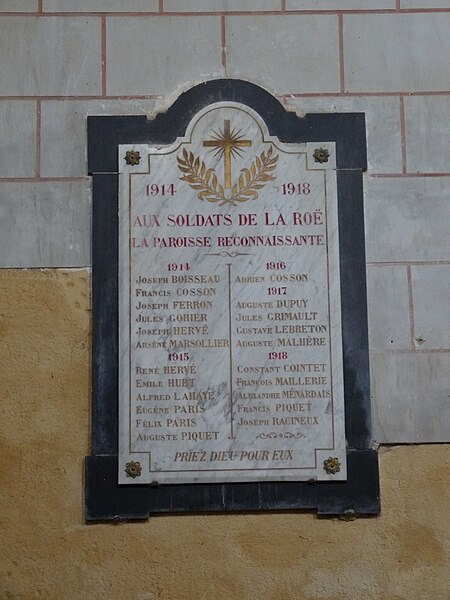 1914 1918
AUX SOLDATS DE LA ROË
LA PAROISSE RECONNAISSANTE
1914
JOSEPH BOISSEAU
FRANCIS COSSON
JOSEPH FERRON
JULES GOHIER
JOSEPH HERVÉ
ARSÈNE MARSOLLIER
1915
RENÉ HERVÉ
EMILE HUET
ALFRED LAHAYE
EUGÈNE PARIS
FÉLIX PARIS
AUGUSTE PIQUET
1916
ADRIEN COSSON
1917
AUGUSTE DUPUY
JULES GRIMAULT
GUSTAVE LEBRETON
AUGUSTE MALHÈRE
1918
CONSTANT COINTET
FRANÇOIS MAILLERIE
ALEXANDRE MÉNARDAIS
FRANCIS PIQUET
JOSEPH RACINEUX
PRIEZ DIEU POUR EUX